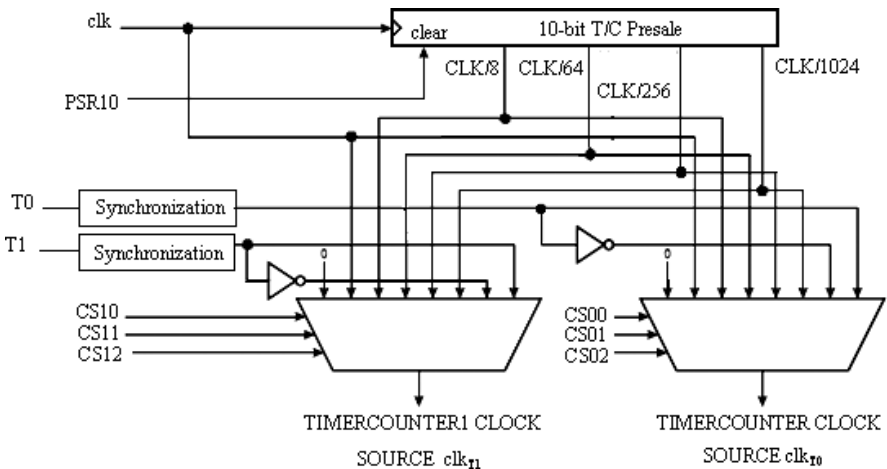 clk
clear
10-bit T/C Presale
CLK/8
CLK/64
CLK/256
CLK/1024
PSR10
T0
Synchronization
T1
Synchronization
0
0
CS10
CS11
CS12
CS00
CS01
CS02
TIMERCOUNTER1 CLOCK
SOURCE clkT1
TIMERCOUNTER CLOCK
SOURCE clkT0